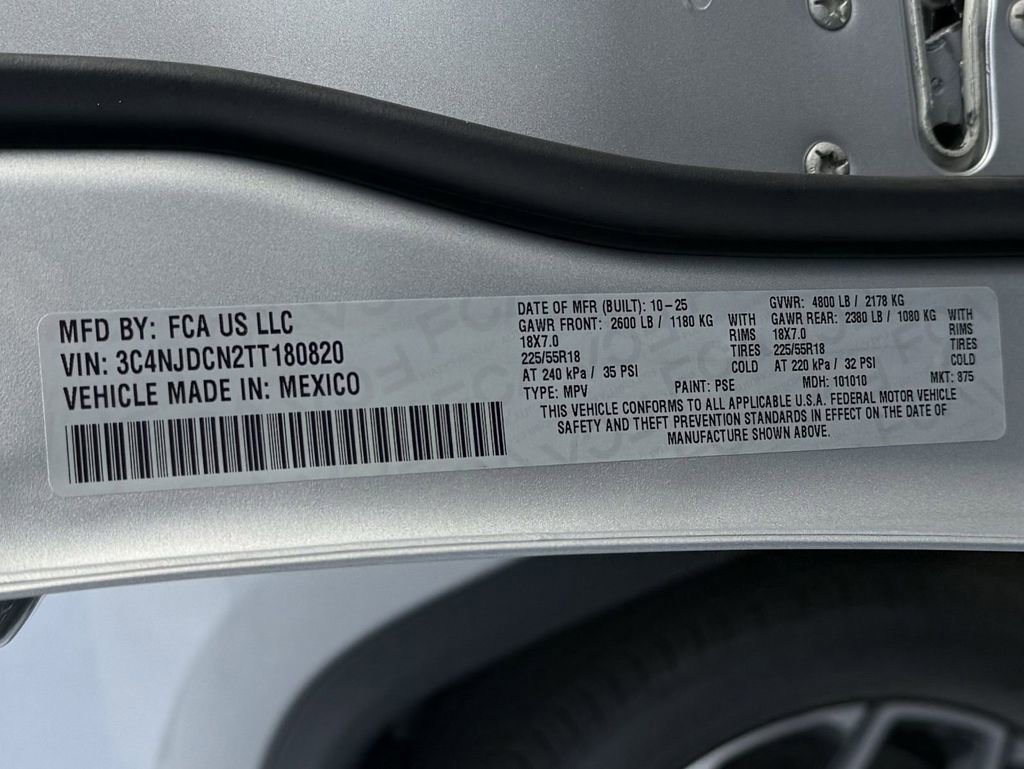 MFD BY: FCA US LLC
VIN: 3C4NJDCN2TT180820
VEHICLE MADE IN: MEXICO
DATE OF MFR (BUILT): 10-25
GVWR: 4800 LB / 2178 KG
GAWR FRONT: 2600 LB / 1180 KG WITH
GAWR REAR: 2380 LB / 1080 KG WITH
18X7.0 RIMS
18X7.0 RIMS
225/55R18 TIRES
225/55R18 TIRES
AT 240 kPa / 35 PSI COLD
AT 220 kPa / 32 PSI COLD
TYPE: MPV PAINT: PSE MDH: 101010 MKT: 875
THIS VEHICLE CONFORMS TO ALL APPLICABLE U.S.A. FEDERAL MOTOR VEHICLE
SAFETY AND THEFT PREVENTION STANDARDS IN EFFECT ON THE DATE OF
MANUFACTURE SHOWN ABOVE.